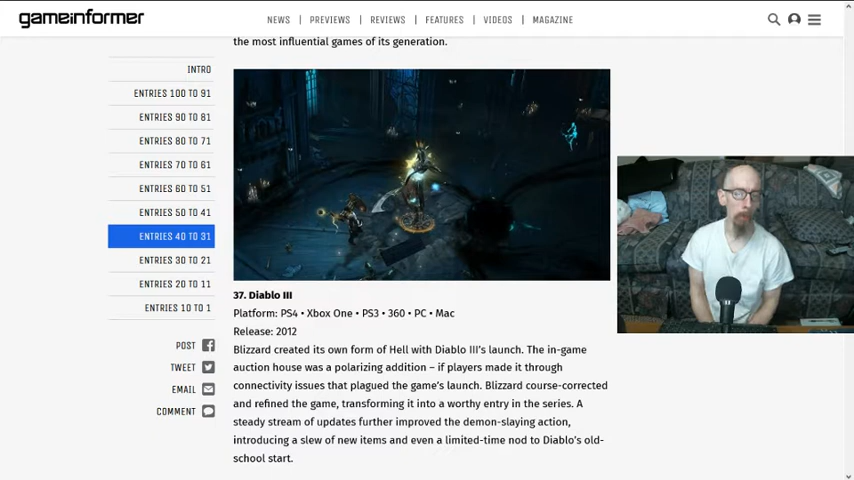 gameinformer
NEWS | PREVIEWS | REVIEWS | FEATURES | VIDEOS | MAGAZINE
the most influential games of its generation.
INTRO
ENTRIES 100 TO 91
ENTRIES 90 TO 81
ENTRIES 80 TO 71
ENTRIES 70 TO 61
ENTRIES 60 TO 51
ENTRIES 50 TO 41
ENTRIES 40 TO 31
ENTRIES 30 TO 21
ENTRIES 20 TO 11
ENTRIES 10 TO 1
POST
TWEET
EMAIL
COMMENT
37. Diablo III
Platform: PS4 • Xbox One • PS3 • 360 • PC • Mac
Release: 2012
Blizzard created its own form of Hell with Diablo III's launch. The in-game
auction house was a polarizing addition – if players made it through
connectivity issues that plagued the game's launch. Blizzard course-corrected
and refined the game, transforming it into a worthy entry in the series. A
steady stream of updates further improved the demon-slaying action,
introducing a slew of new items and even a limited-time nod to Diablo's old-
school start.